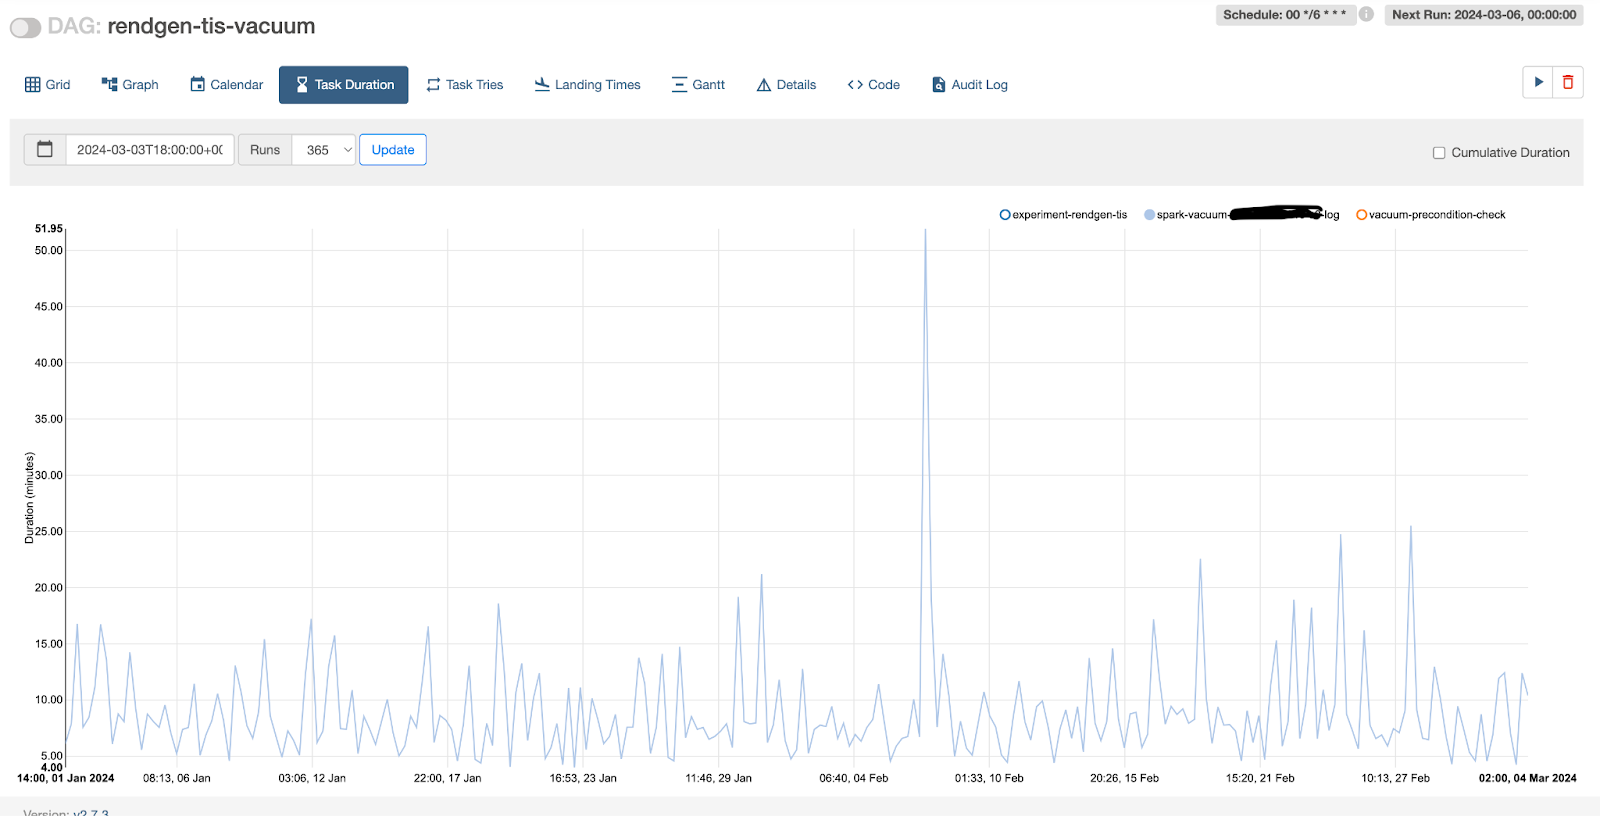 DAG: rendgen-tis-vacuum
Schedule: 00 */6 * * *
Next Run: 2024-03-06, 00:00:00
Grid
Graph
Calendar
Task Duration
Task Tries
Landing Times
Gantt
Details
Code
Audit Log
2024-03-03T18:00:00+0
Runs
365
Update
Cumulative Duration
experiment-rendgen-tis
spark-vacuum-
-log
vacuum-precondition-check
51.95
50.00
45.00
40.00
35.00
30.00
25.00
20.00
15.00
10.00
5.00
4.00
Duration (minutes)
14:00, 01 Jan 2024
08:13, 06 Jan
03:06, 12 Jan
22:00, 17 Jan
16:53, 23 Jan
11:46, 29 Jan
06:40, 04 Feb
01:33, 10 Feb
20:26, 15 Feb
15:20, 21 Feb
10:13, 27 Feb
02:00, 04 Mar 2024
Version: v2.7.3